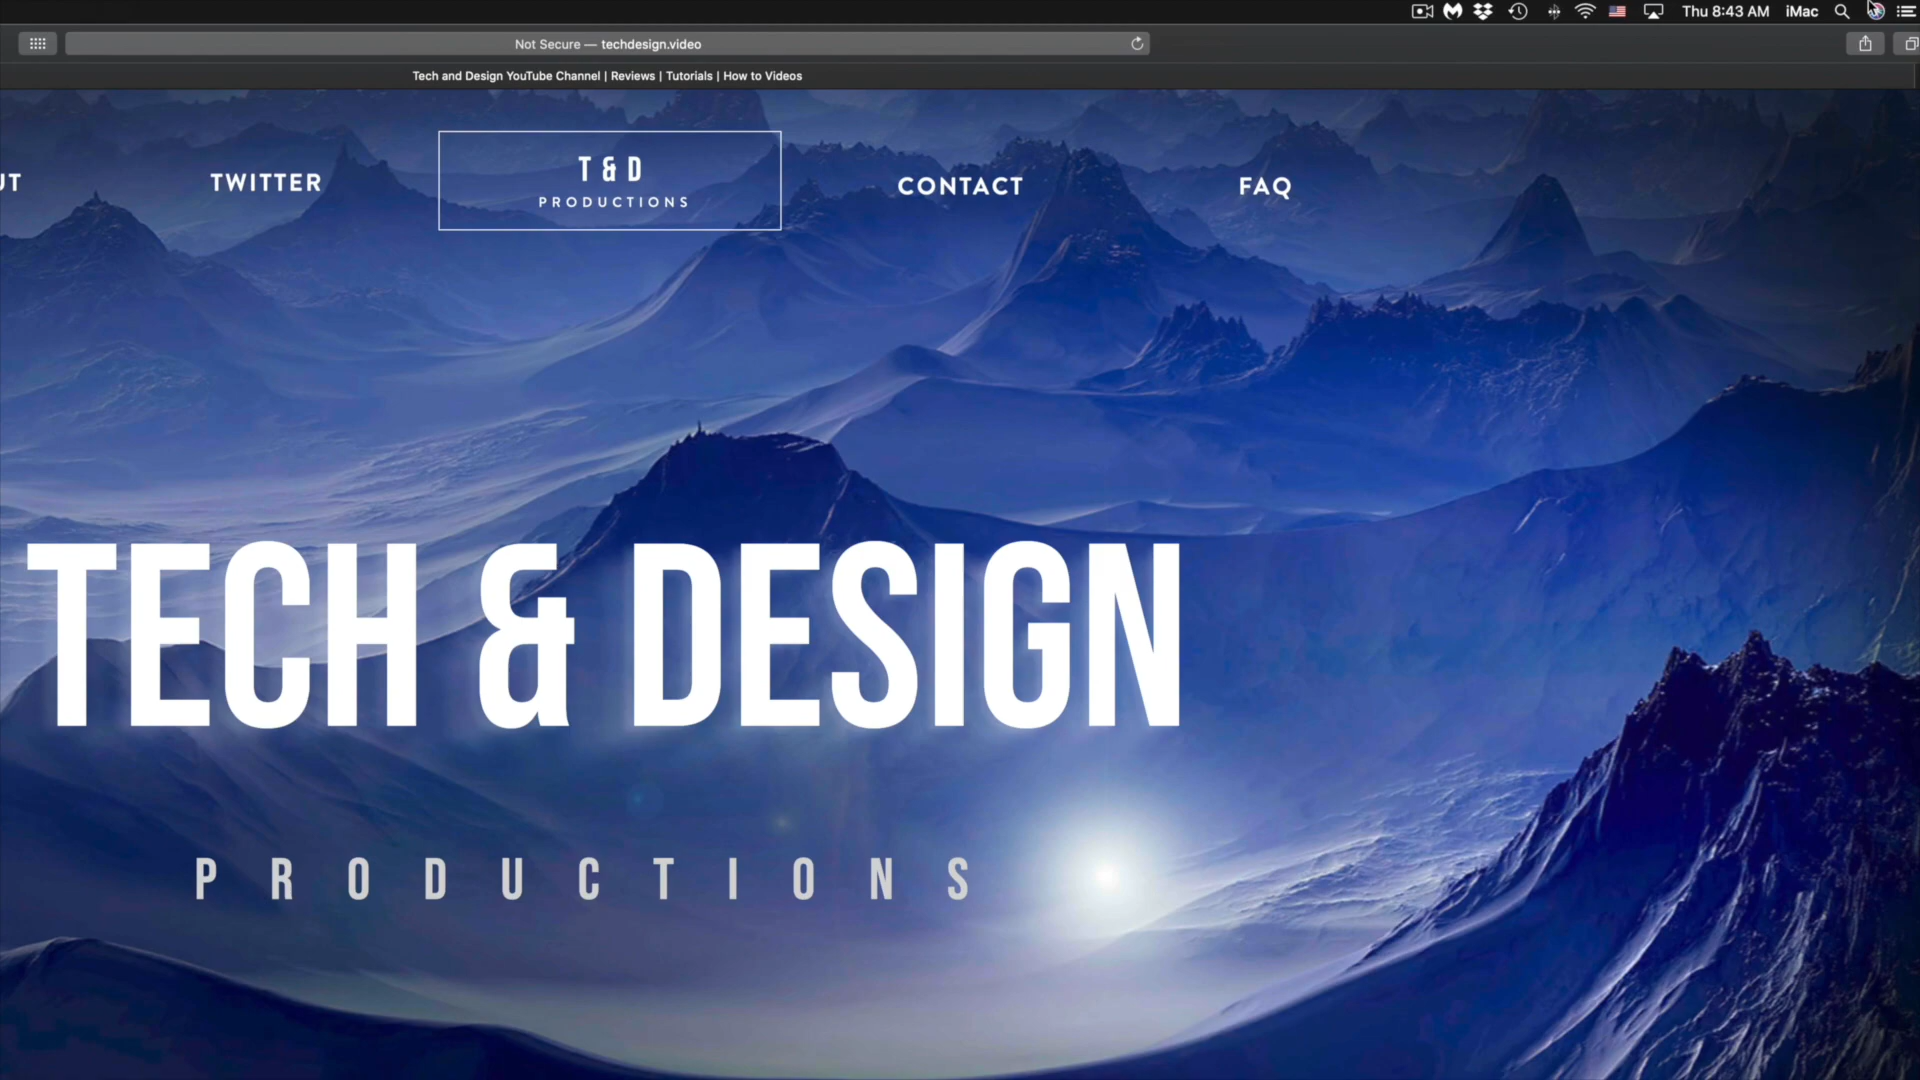 Thu 8:43 AM iMac
Not Secure — techdesign.video
Tech and Design YouTube Channel | Reviews | Tutorials | How to Videos
UT TWITTER T & D CONTACT FAQ
PRODUCTIONS
TECH & DESIGN
PRODUCTIONS